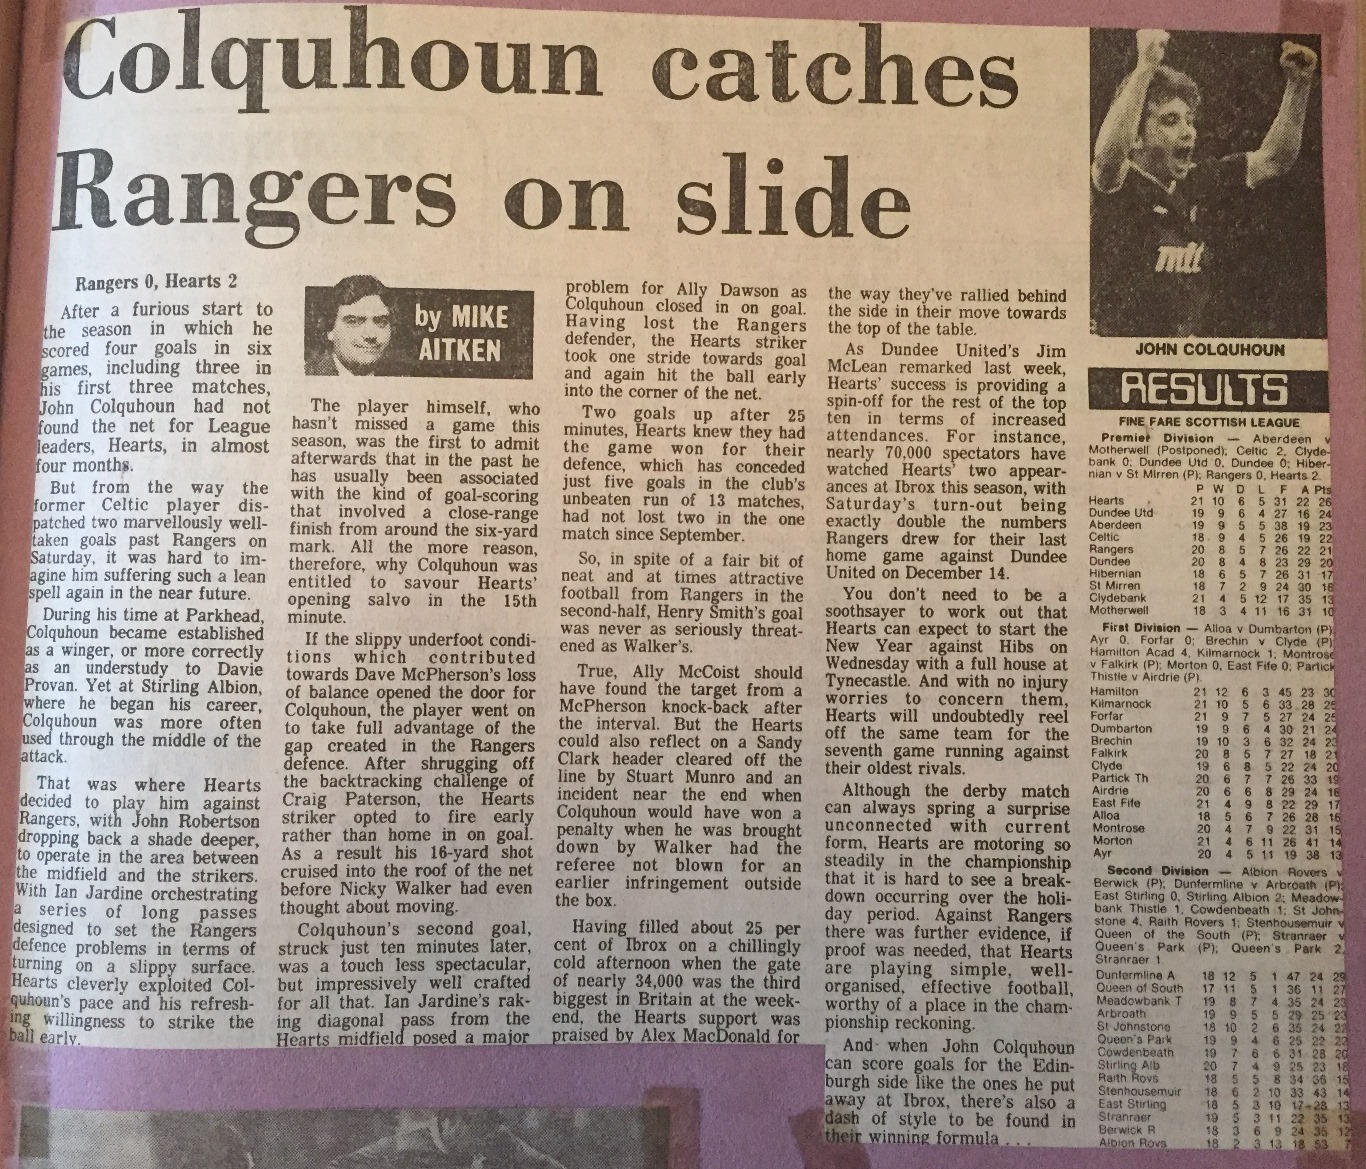 Colquhoun catches
Rangers on slide
Rangers 0, Hearts 2
After a furious start to
the season in which he
scored four goals in six
games, including three in
his first three matches,
John Colquhoun had not
found the net for League
leaders, Hearts, in almost
four months.
But from the way the
former Celtic player dis-
patched two marvellously well-
taken goals past Rangers on
Saturday, it was hard to im-
agine him suffering such a lean
spell again in the near future.
During his time at Parkhead,
Colquhoun became established
as a winger, or more correctly
as an understudy to Davie
Provan. Yet at Stirling Albion,
where he began his career,
Colquhoun was more often
used through the middle of the
attack.
That was where Hearts
decided to play him against
Rangers, with John Robertson
dropping back a shade deeper,
to operate in the area between
the midfield and the strikers.
With Ian Jardine orchestrating
a series of long passes
designed to set the Rangers
defence problems in terms of
turning on a slippy surface.
Hearts cleverly exploited Col-
quhoun's pace and his refresh-
ing willingness to strike the
ball early.
by MIKE
AITKEN
The player himself, who
hasn't missed a game this
season, was the first to admit
afterwards that in the past he
has usually been associated
with the kind of goal-scoring
that involved a close-range
finish from around the six-yard
mark. All the more reason,
therefore, why Colquhoun was
entitled to savour Hearts'
opening salvo in the 15th
minute.
If the slippy underfoot condi-
tions which contributed
towards Dave McPherson's loss
of balance opened the door for
Colquhoun, the player went on
to take full advantage of the
gap created in the Rangers
defence. After shrugging off
the backtracking challenge of
Craig Paterson, the Hearts
striker opted to fire early
rather than home in on goal.
As a result his 16-yard shot
cruised into the roof of the net
before Nicky Walker had even
thought about moving.
Colquhoun's second goal,
struck just ten minutes later,
was a touch less spectacular,
but impressively well crafted
for all that. Ian Jardine's rak-
ing diagonal pass from the
Hearts midfield posed a major
problem for Ally Dawson as
Colquhoun closed in on goal.
Having lost the Rangers
defender, the Hearts striker
took one stride towards goal
and again hit the ball early
into the corner of the net.
Two goals up after 25
minutes, Hearts knew they had
the game won for their
defence, which has conceded
just five goals in the club's
unbeaten run of 13 matches,
had not lost two in the one
match since September.
So, in spite of a fair bit of
neat and at times attractive
football from Rangers in the
second-half, Henry Smith's goal
was never as seriously threat-
ened as Walker's.
True, Ally McCoist should
have found the target from a
McPherson knock-back after
the interval. But the Hearts
could also reflect on a Sandy
Clark header cleared off the
line by Stuart Munro and an
incident near the end when
Colquhoun would have won a
penalty when he was brought
down by Walker had the
referee not blown for an
earlier infringement outside
the box.
Having filled about 25 per
cent of Ibrox on a chillingly
cold afternoon when the gate
of nearly 34,000 was the third
biggest in Britain at the week-
end, the Hearts support was
praised by Alex MacDonald for
the way they've rallied behind
the side in their move towards
the top of the table.
As Dundee United's Jim
McLean remarked last week,
Hearts' success is providing a
spin-off for the rest of the top
ten in terms of increased
attendances. For instance,
nearly 70,000 spectators have
watched Hearts' two appear-
ances at Ibrox this season, with
Saturday's turn-out being
exactly double the numbers
Rangers drew for their last
home game against Dundee
United on December 14.
You don't need to be a
soothsayer to work out that
Hearts can expect to start the
New Year against Hibs on
Wednesday with a full house at
Tynecastle. And with no injury
worries to concern them,
Hearts will undoubtedly reel
off the same team for the
seventh game running against
their oldest rivals.
Although the derby match
can always spring a surprise
unconnected with current
form, Hearts are motoring so
steadily in the championship
that it is hard to see a break-
down occurring over the holi-
day period. Against Rangers
there was further evidence, if
proof was needed, that Hearts
are playing simple, well-
organised, effective football,
worthy of a place in the cham-
pionship reckoning.
And when John Colquhoun
can score goals for the Edin-
burgh side like the ones he put
away at Ibrox, there's also a
dash of style to be found in
their winning formula . . .
mtt
JOHN COLQUHOUN
RESULTS
FINE FARE SCOTTISH LEAGUE
Premier Division — Aberdeen v
Motherwell (Postponed); Celtic 2, Clyde-
bank 0; Dundee Utd 0, Dundee 0; Hiber-
nian v St Mirren (P); Rangers 0, Hearts 2.
P W D L F A Pts
Hearts 21 10 6 5 31 22 26
Dundee Utd 19 9 6 4 27 16 24
Aberdeen 19 9 5 5 38 19 23
Celtic 18 9 4 5 26 19 22
Rangers 20 8 5 7 26 22 21
Dundee 20 8 4 8 23 29 20
Hibernian 18 6 5 7 26 31 17
St Mirren 18 7 2 9 24 30 16
Clydebank 21 4 5 12 17 35 13
Motherwell 18 3 4 11 16 31 10
First Division — Alloa v Dumbarton (P);
Ayr 0, Forfar 0; Brechin v Clyde (P);
Hamilton Acad 4, Kilmarnock 1; Montrose
v Falkirk (P); Morton 0, East Fife 0; Partick
Thistle v Airdrie (P).
Hamilton 21 12 6 3 45 23 30
Kilmarnock 21 10 5 6 33 28 25
Forfar 21 9 7 5 27 24 25
Dumbarton 19 9 6 4 30 21 24
Brechin 19 10 3 6 32 24 23
Falkirk 20 8 5 7 27 18 21
Clyde 19 6 8 5 22 24 20
Partick Th 20 6 7 7 26 33 19
Airdrie 20 6 6 8 29 24 18
East Fife 21 4 9 8 22 29 17
Alloa 18 5 6 7 26 28 16
Montrose 20 4 7 9 22 31 15
Morton 21 4 6 11 26 41 14
Ayr 20 4 5 11 19 38 13
Second Division — Albion Rovers v
Berwick (P); Dunfermline v Arbroath (P);
East Stirling 0, Stirling Albion 2; Meadow-
bank Thistle 1, Cowdenbeath 1; St John-
stone 4, Raith Rovers 1; Stenhousemuir v
Queen of the South (P); Stranraer v
Queen's Park (P); Queen's Park 2,
Stranraer 1
Dunfermline A 18 12 5 1 47 24 29
Queen of South 17 11 5 1 36 11 27
Meadowbank T 19 8 7 4 35 24 23
Arbroath 19 9 5 5 29 25 23
St Johnstone 18 10 2 6 35 24 22
Queen's Park 19 9 4 6 25 22 22
Cowdenbeath 19 7 6 6 31 28 20
Stirling Alb 20 7 4 9 25 23 18
Raith Rovs 18 5 5 8 34 36 15
Stenhousemuir 18 6 2 10 33 43 14
East Stirling 18 5 3 10 17 28 13
Stranraer 19 5 3 11 22 35 13
Berwick R 18 3 6 9 24 35 12
Albion Rovs 18 2 3 13 18 53 7